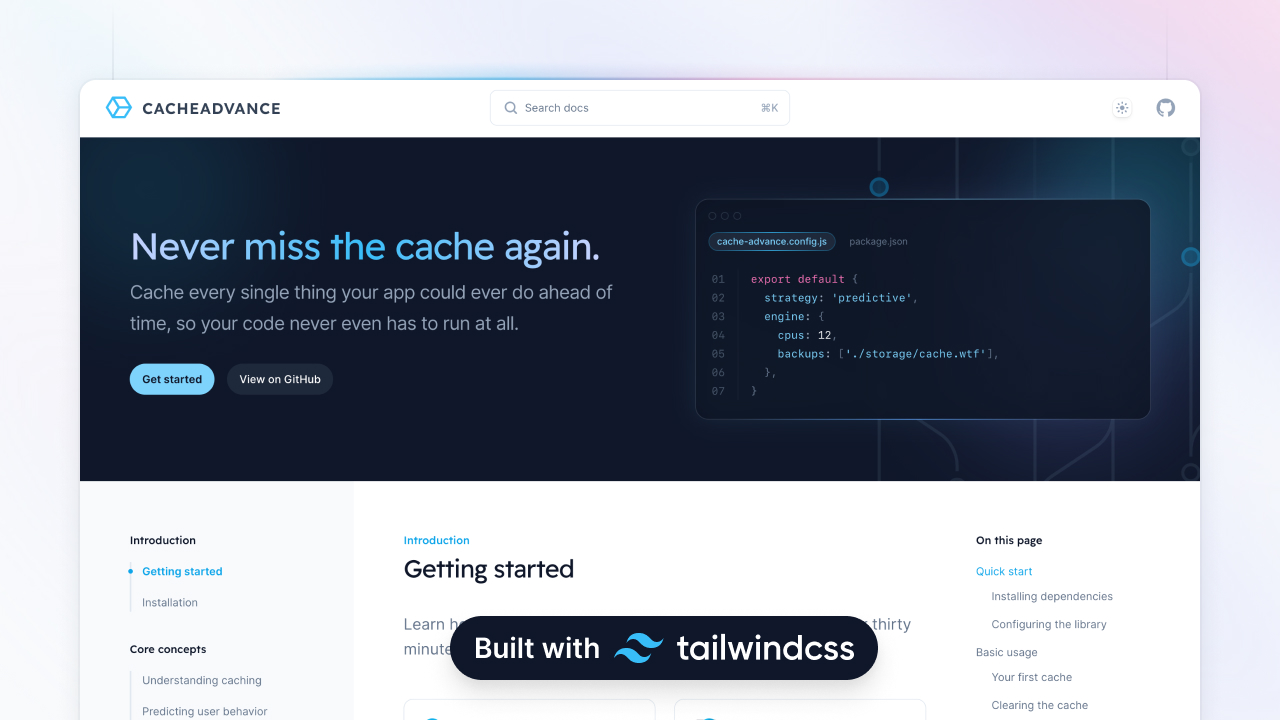 CACHEADVANCE
Search docs
⌘K
Never miss the cache again.
Cache every single thing your app could ever do ahead of
time, so your code never even has to run at all.
Get started
View on GitHub
cache-advance.config.js
package.json
01 export default {
02 strategy: 'predictive',
03 engine: {
04 cpus: 12,
05 backups: ['./storage/cache.wtf'],
06 },
07 }
Introduction
Getting started
Installation
Core concepts
Understanding caching
Predicting user behavior
Introduction
Getting started
Learn thirty
Built with tailwindcss
On this page
Quick start
Installing dependencies
Configuring the library
Basic usage
Your first cache
Clearing the cache